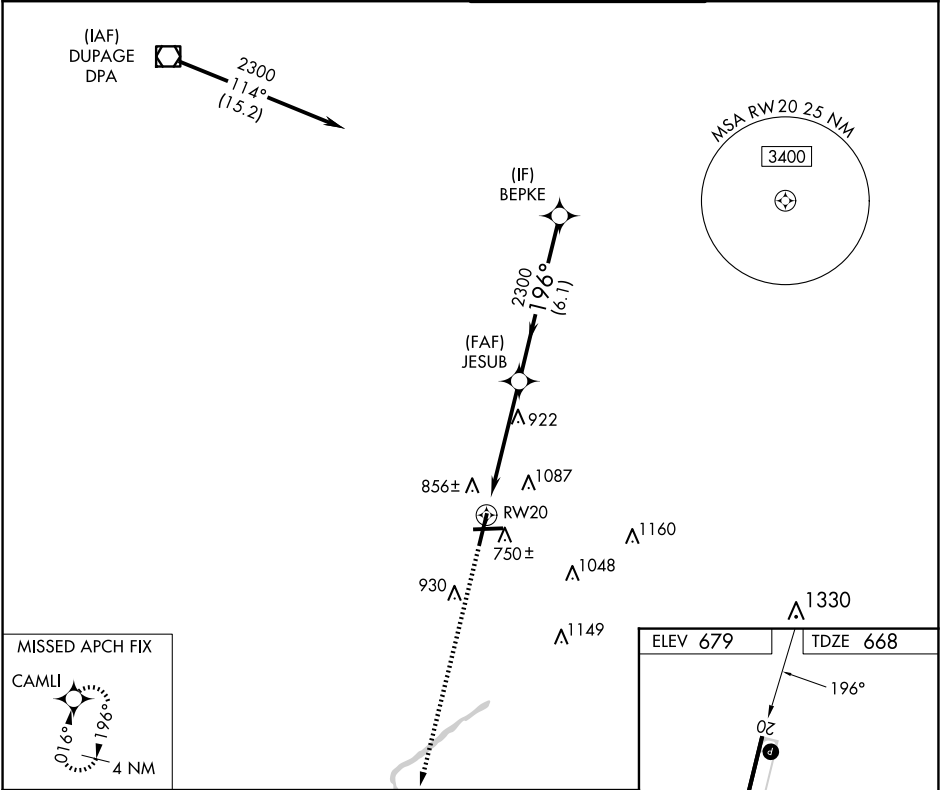 (IAF)
DUPAGE
DPA
2300
114°
(15.2)
MSA RW20 25 NM
3400
(IF)
BEPKE
2300
196°
(6.1)
(FAF)
JESUB
922
856±
1087
RW20
750±
1160
1048
930
1149
1330
MISSED APCH FIX
CAMLI
016°
196°
4 NM
ELEV 679
TDZE 668
196°
20
P